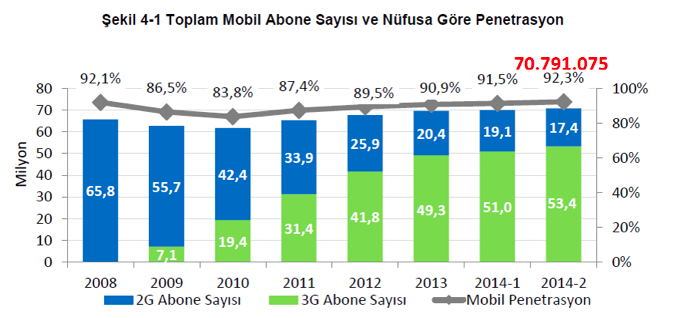 Şekil 4-1 Toplam Mobil Abone Sayısı ve Nüfusa Göre Penetrasyon
70.791.075
92,1% 86,5% 83,8% 87,4% 89,5% 90,9% 91,5% 92,3%
Milyon
80 100%
70
60 80%
50
40 60%
30 40%
20
10 20%
0 0%
65,8 55,7 42,4 33,9 25,9 20,4 19,1 17,4
7,1 19,4 31,4 41,8 49,3 51,0 53,4
2008 2009 2010 2011 2012 2013 2014-1 2014-2
2G Abone Sayısı 3G Abone Sayısı Mobil Penetrasyon